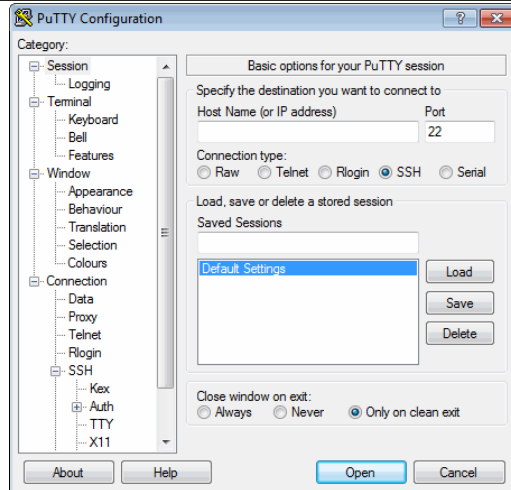 PuTTY Configuration
Category:
Session
Logging
Terminal
Keyboard
Bell
Features
Window
Appearance
Behaviour
Translation
Selection
Colours
Connection
Data
Proxy
Telnet
Rlogin
SSH
Kex
Auth
TTY
X11
Basic options for your PuTTY session
Specify the destination you want to connect to
Host Name (or IP address) Port
22
Connection type:
Raw Telnet Rlogin SSH Serial
Load, save or delete a stored session
Saved Sessions
Default Settings
Load
Save
Delete
Close window on exit:
Always Never Only on clean exit
About Help Open Cancel